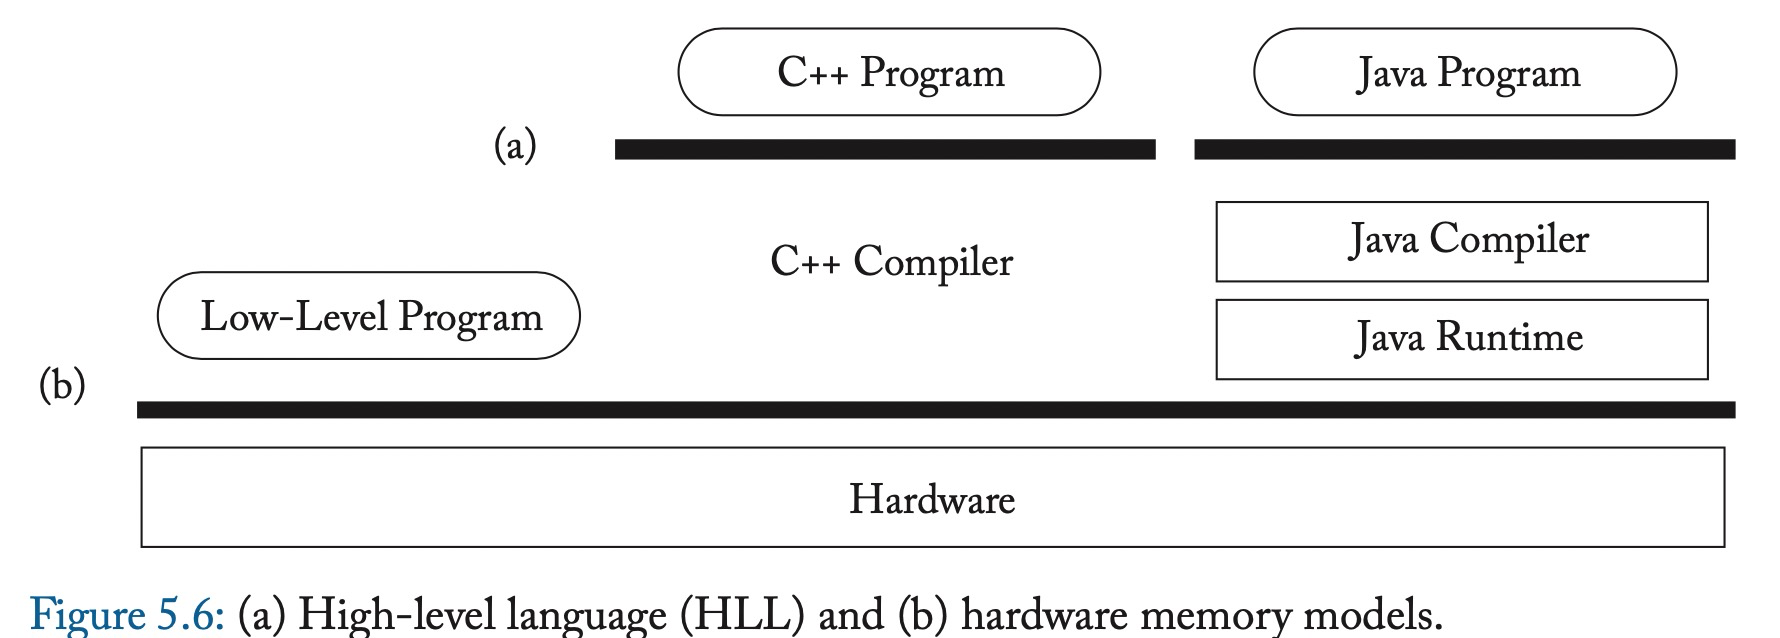 C++ Program
Java Program
(a)
C++ Compiler
Java Compiler
Low-Level Program
Java Runtime
(b)
Hardware
Figure 5.6: (a) High-level language (HLL) and (b) hardware memory models.